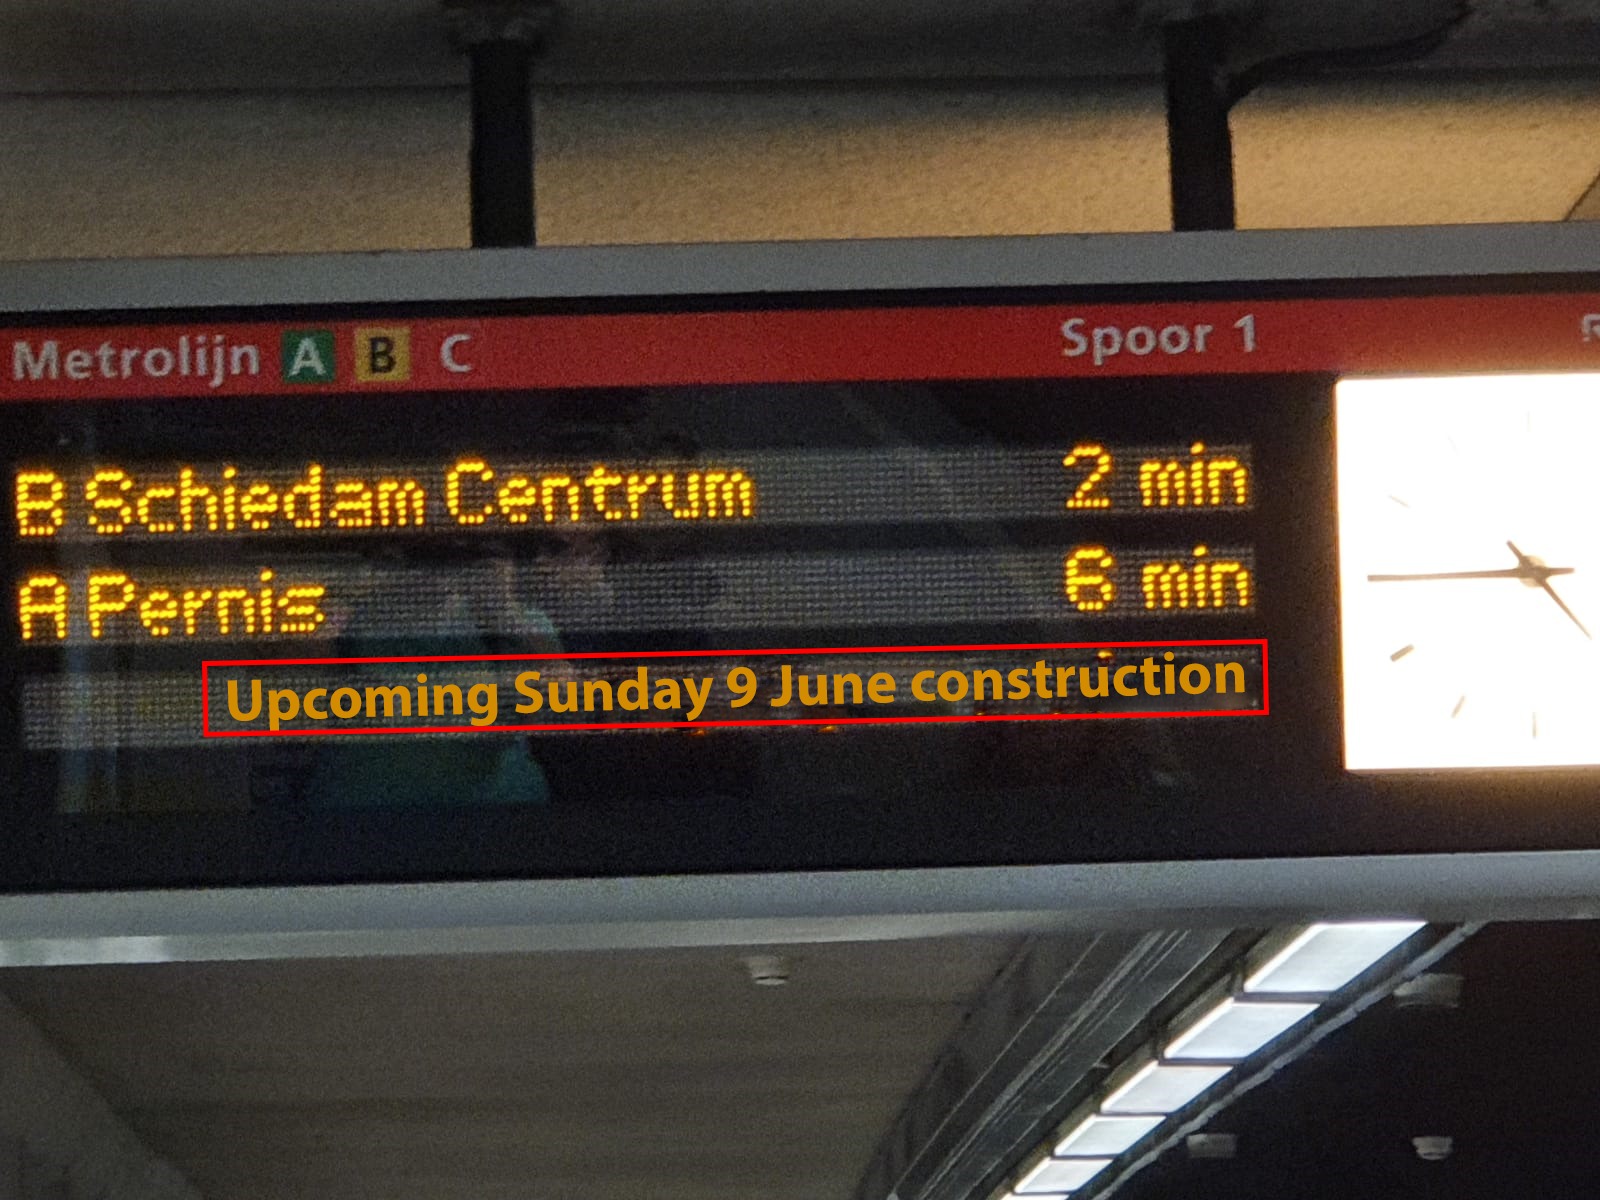 Metrolijn A B C
Spoor 1
B Schiedam Centrum 2 min
A Pernis 6 min
Upcoming Sunday 9 June construction